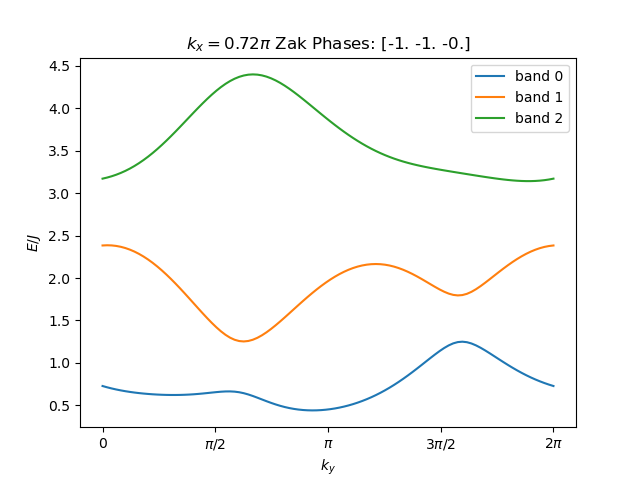 $k_x = 0.72\pi$ Zak Phases: [-1. -1. -0.]
4.5
4.0
3.5
3.0
2.5
2.0
1.5
1.0
0.5
E/J
band 0
band 1
band 2
0
π/2
π
3π/2
2π
$k_y$